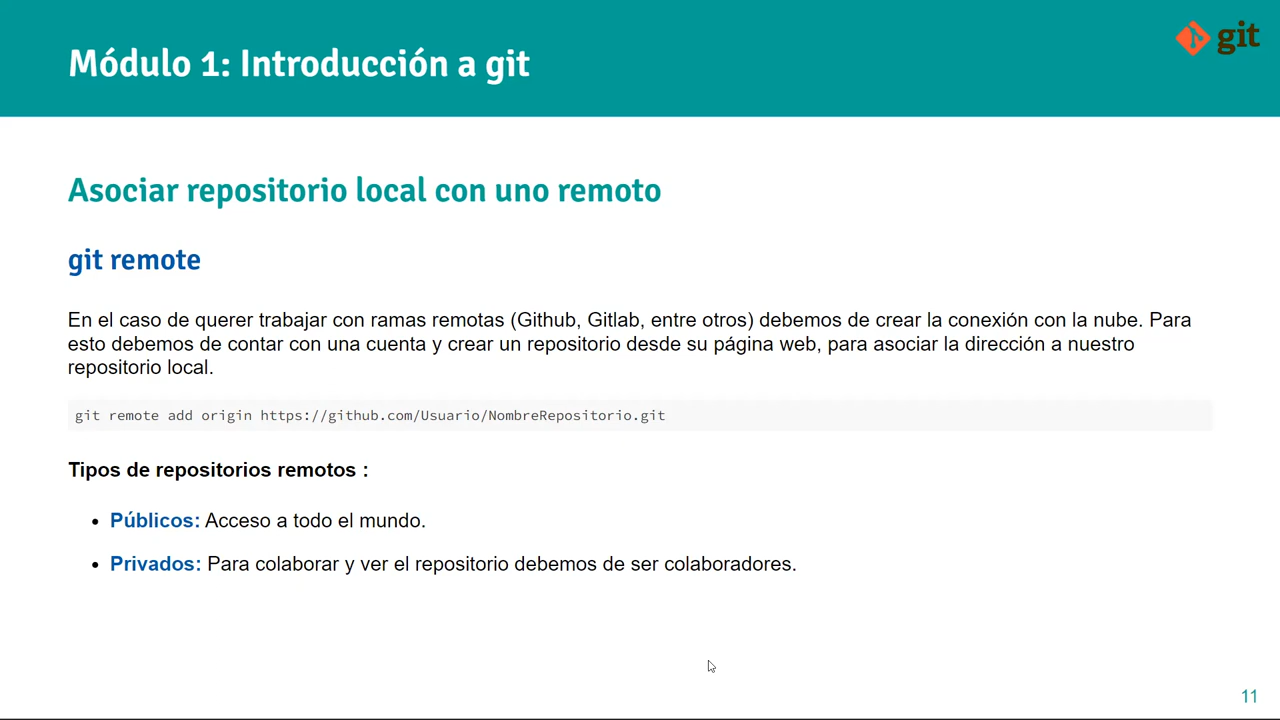 Módulo 1: Introducción a git
git
Asociar repositorio local con uno remoto
git remote
En el caso de querer trabajar con ramas remotas (Github, Gitlab, entre otros) debemos de crear la conexión con la nube. Para
esto debemos de contar con una cuenta y crear un repositorio desde su página web, para asociar la dirección a nuestro
repositorio local.
git remote add origin https://github.com/Usuario/NombreRepositorio.git
Tipos de repositorios remotos :
• Públicos: Acceso a todo el mundo.
• Privados: Para colaborar y ver el repositorio debemos de ser colaboradores.
11